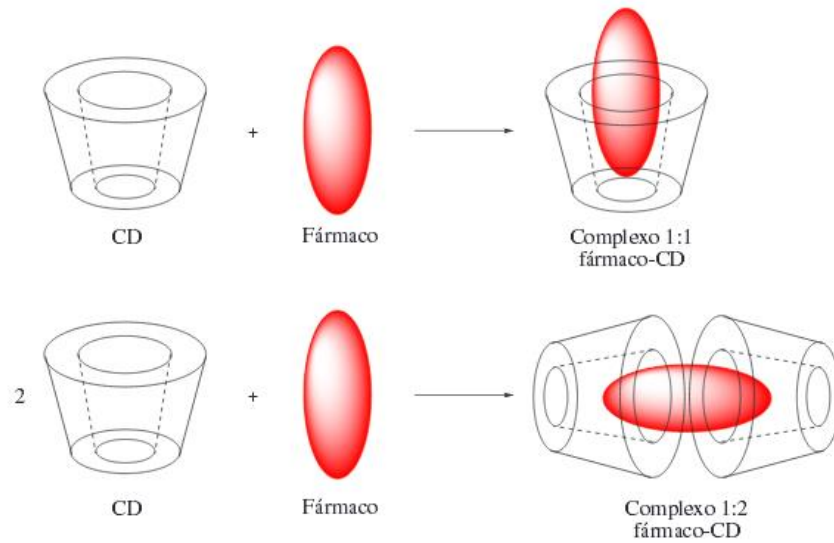 +
CD
Fármaco
Complexo 1:1
fármaco-CD
2
+
CD
Fármaco
Complexo 1:2
fármaco-CD